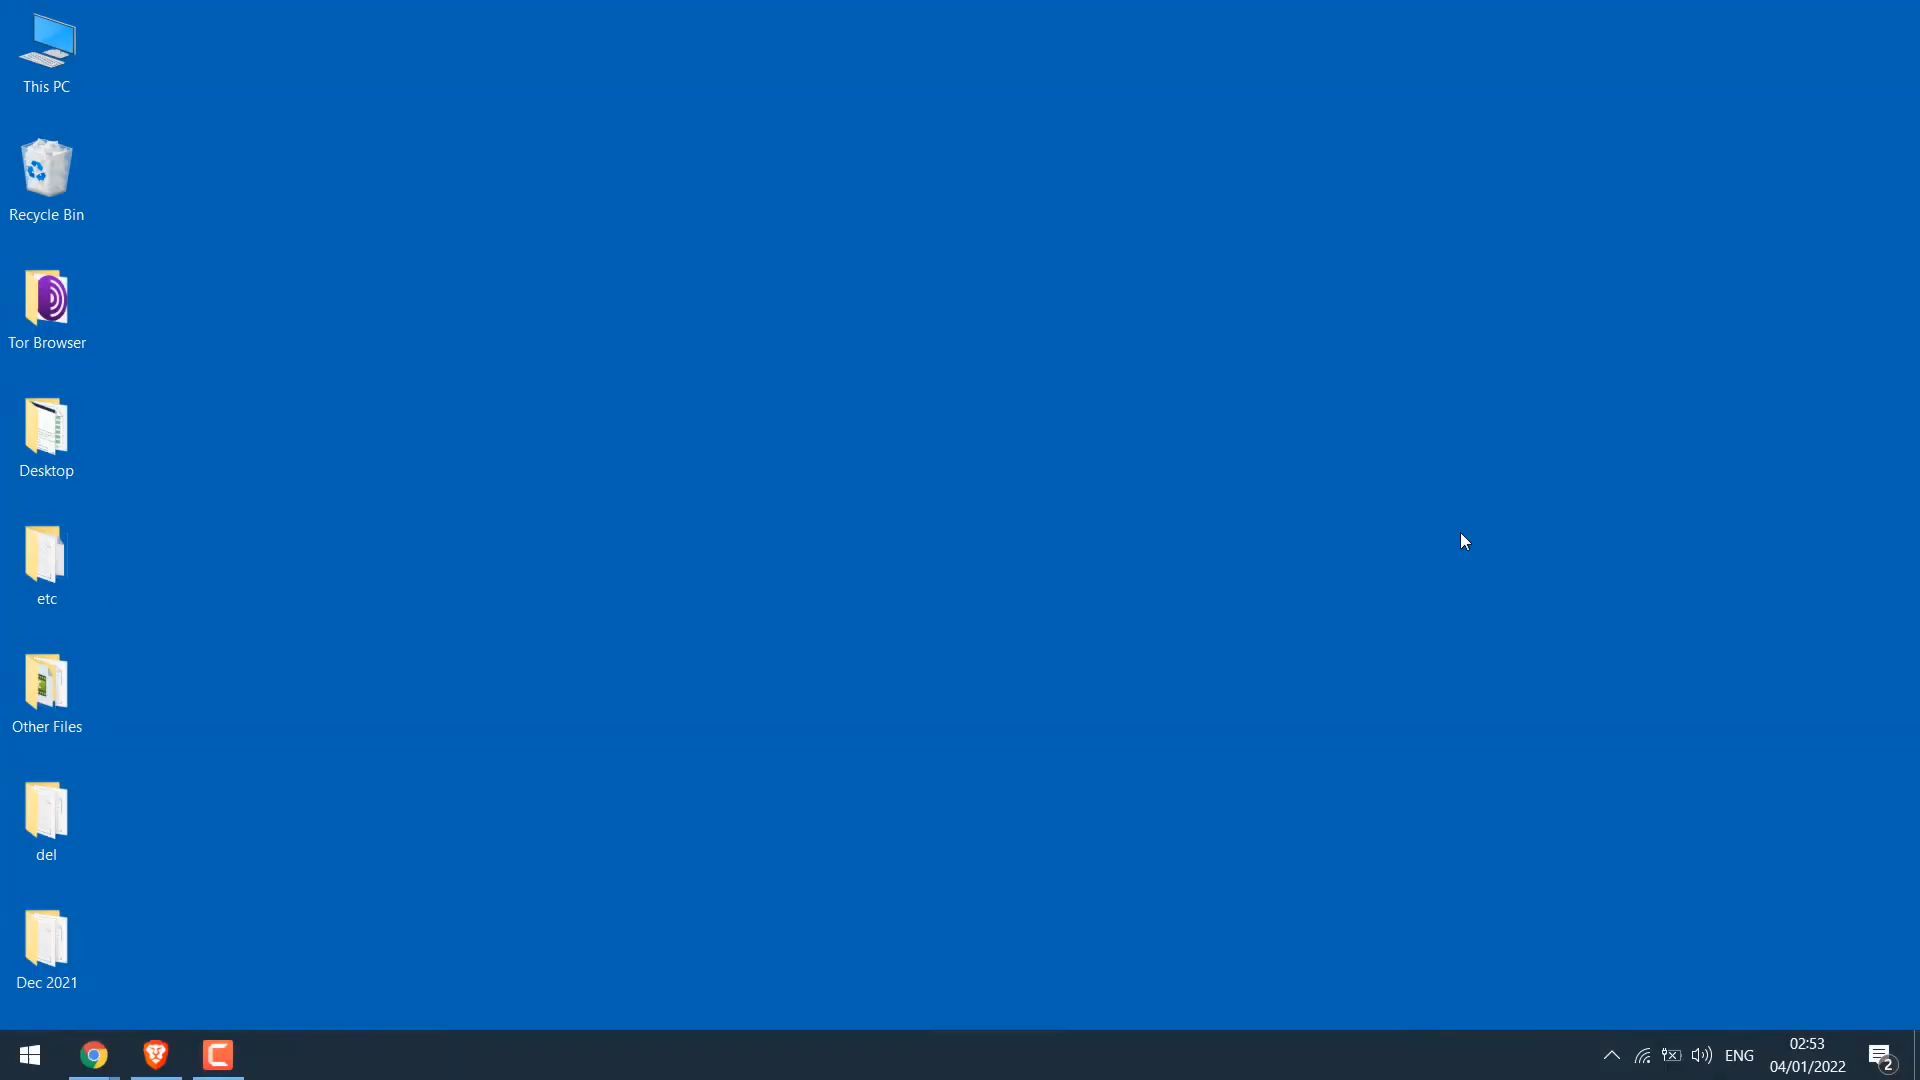 This PC
Recycle Bin
Tor Browser
Desktop
etc
Other Files
del
Dec 2021
ENG
02:53
04/01/2022
2